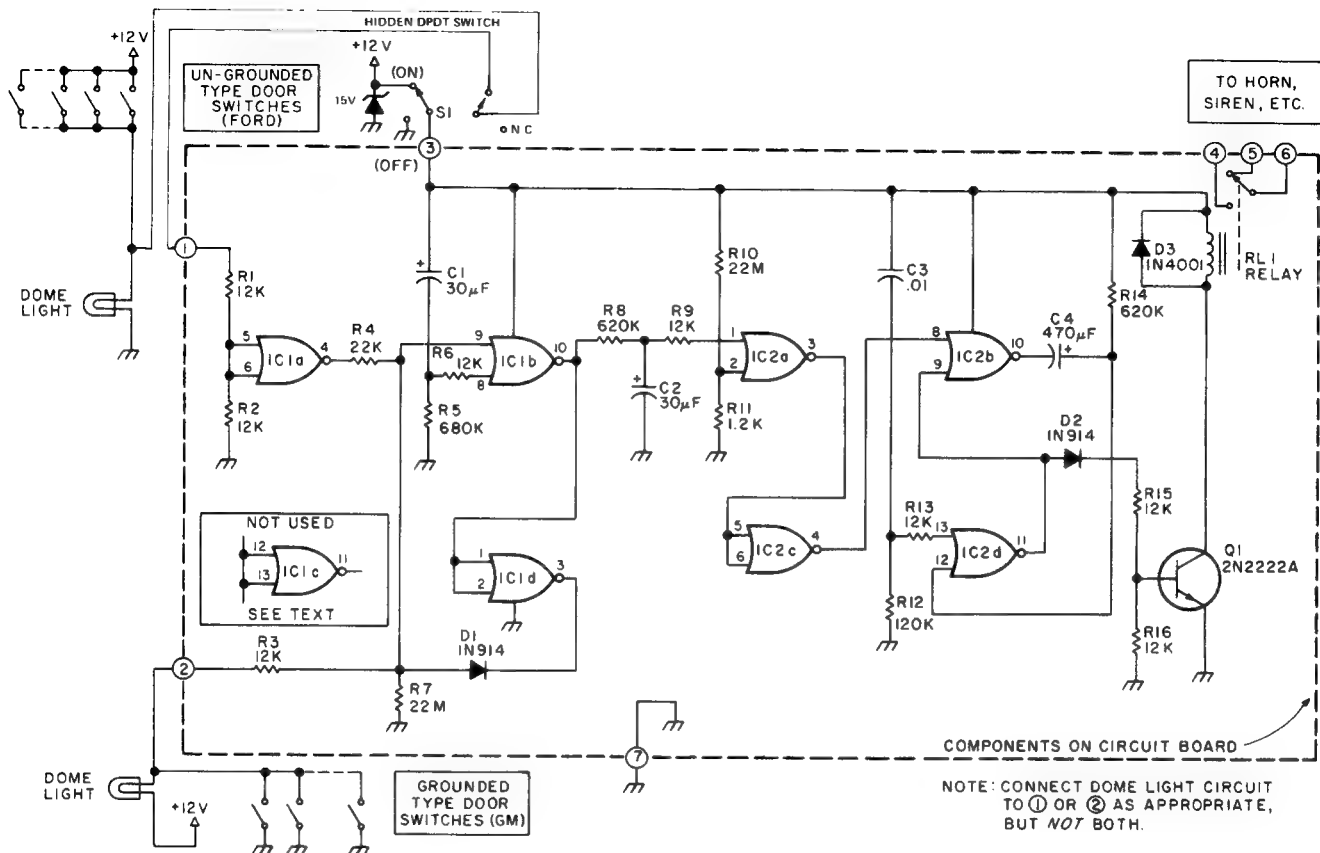 HIDDEN DPDT SWITCH
+12V
UN-GROUNDED
TYPE DOOR
SWITCHES
(FORD)
+12V
(ON)
15V
S1
NC
3
(OFF)
TO HORN,
SIREN, ETC.
4
5
6
1
DOME
LIGHT
R1
12K
R2
12K
5
6
IC1a
4
R4
22K
C1
30µF
R6
12K
R5
680K
9
8
IC1b
10
R8
620K
R9
12K
C2
30µF
R10
22M
R11
1.2K
1
2
IC2a
3
C3
.01
8
9
IC2b
10
C4
470µF
R14
620K
D3
1N4001
RL1
RELAY
D2
1N914
NOT USED
12
13
IC1c
11
SEE TEXT
1
2
IC1d
3
5
6
IC2c
4
R13
12K
13
12
IC2d
11
R12
120K
R15
12K
R16
12K
Q1
2N2222A
2
R3
12K
D1
1N914
R7
22M
7
COMPONENTS ON CIRCUIT BOARD
DOME
LIGHT
+12V
GROUNDED
TYPE DOOR
SWITCHES (GM)
NOTE: CONNECT DOME LIGHT CIRCUIT
TO 1 OR 2 AS APPROPRIATE,
BUT NOT BOTH.